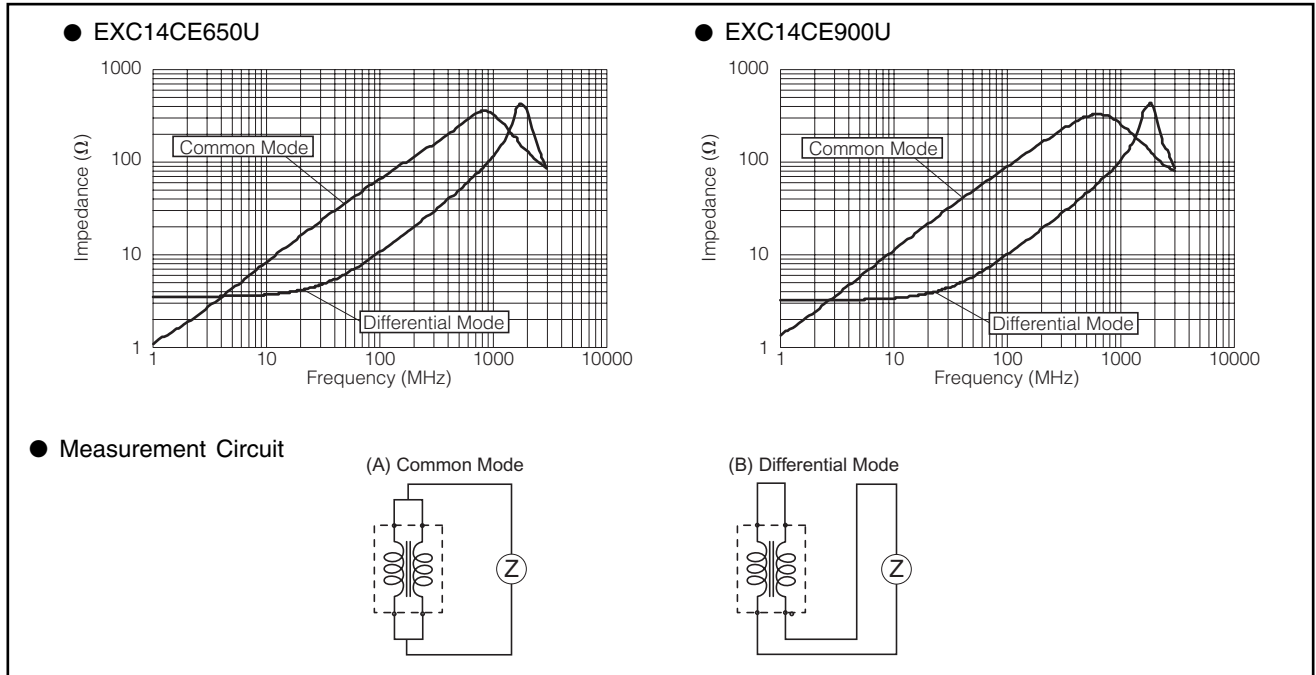 ● EXC14CE650U
1000
100
10
1
Impedance (Ω)
Common Mode
Differential Mode
1 10 100 1000 10000
Frequency (MHz)
● EXC14CE900U
1000
100
10
1
Impedance (Ω)
Common Mode
Differential Mode
1 10 100 1000 10000
Frequency (MHz)
● Measurement Circuit
(A) Common Mode
Z
(B) Differential Mode
Z